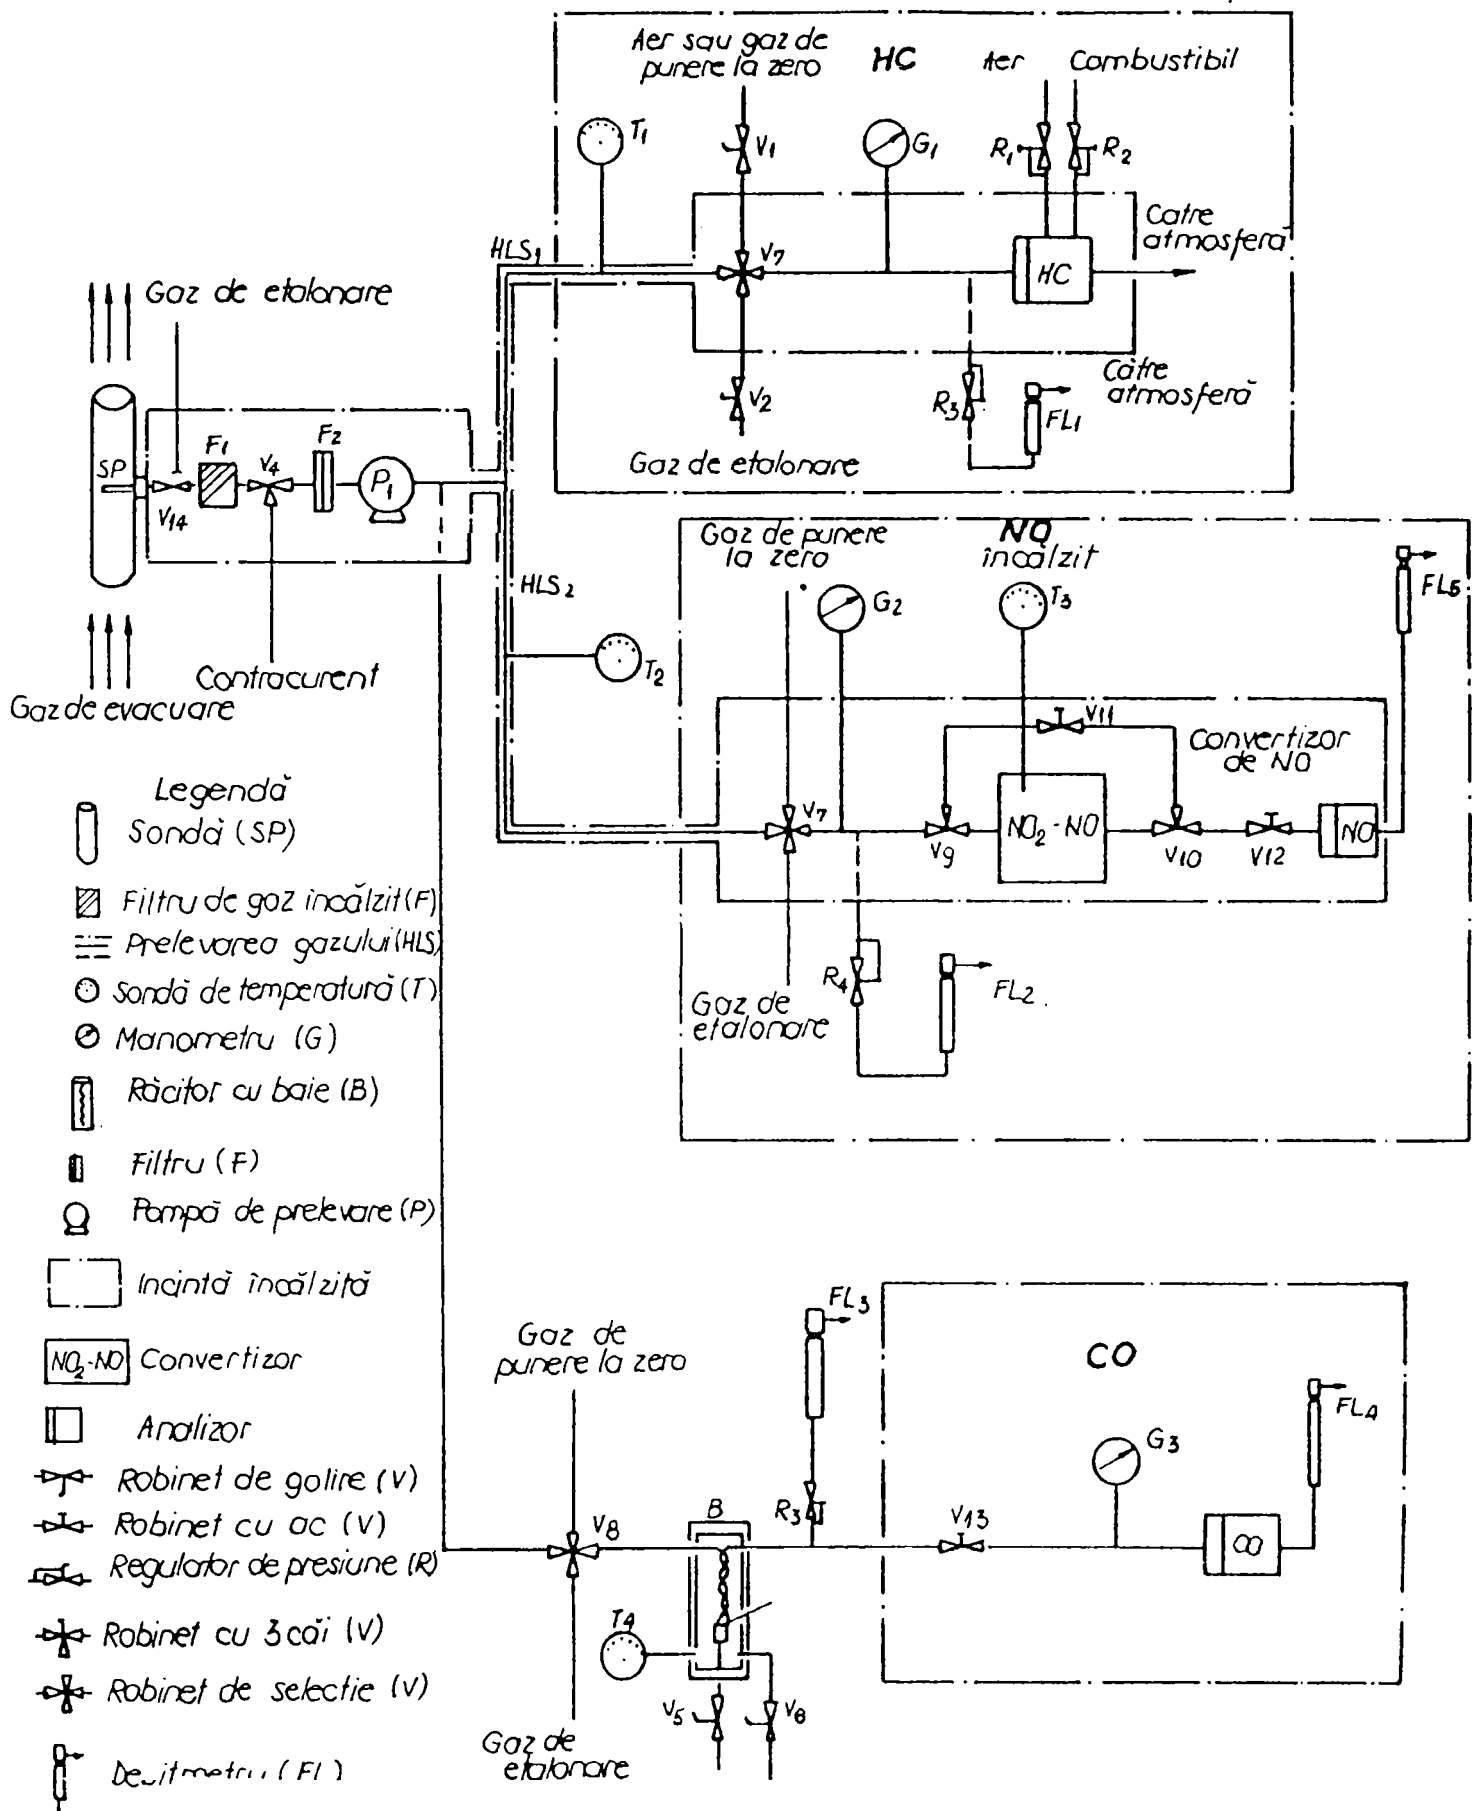 Aer sau gaz de
punere la zero
HC
Aer
Combustibil
T1
V1
G1
R1
R2
Catre
atmosferă
HLS1
V7
HC
Gaz de etalonare
Cätre
atmosferă
V2
R3
FL1
Gaz de etalonare
SP
F1
V4
F2
P1
V14
HLS2
Contracurent
Gaz de evacuare
T2
Gaz de punere
la zero
NO
încălzit
G2
T3
FL5
V11
Convertizor
de NO
V7
V9
NO2-NO
V10
V12
NO
R4
FL2
Gaz de
etalonare
Legendă
Sondă (SP)
Filtru de gaz incălzit (F)
Prelevarea gazului (HLS)
Sondă de temperatură (T)
Manometru (G)
Răcitor cu baie (B)
Filtru (F)
Pompă de prelevare (P)
Incintă încălzită
NO2-NO Convertizor
Analizor
Robinet de golire (V)
Robinet cu ac (V)
Regulator de presiune (R)
Robinet cu 3 căi (V)
Robinet de selectie (V)
Gaz de
punere la zero
FL3
CO
FL4
G3
V8
B
R3
V13
CO
T4
V5
V6
Gaz de
etalonare